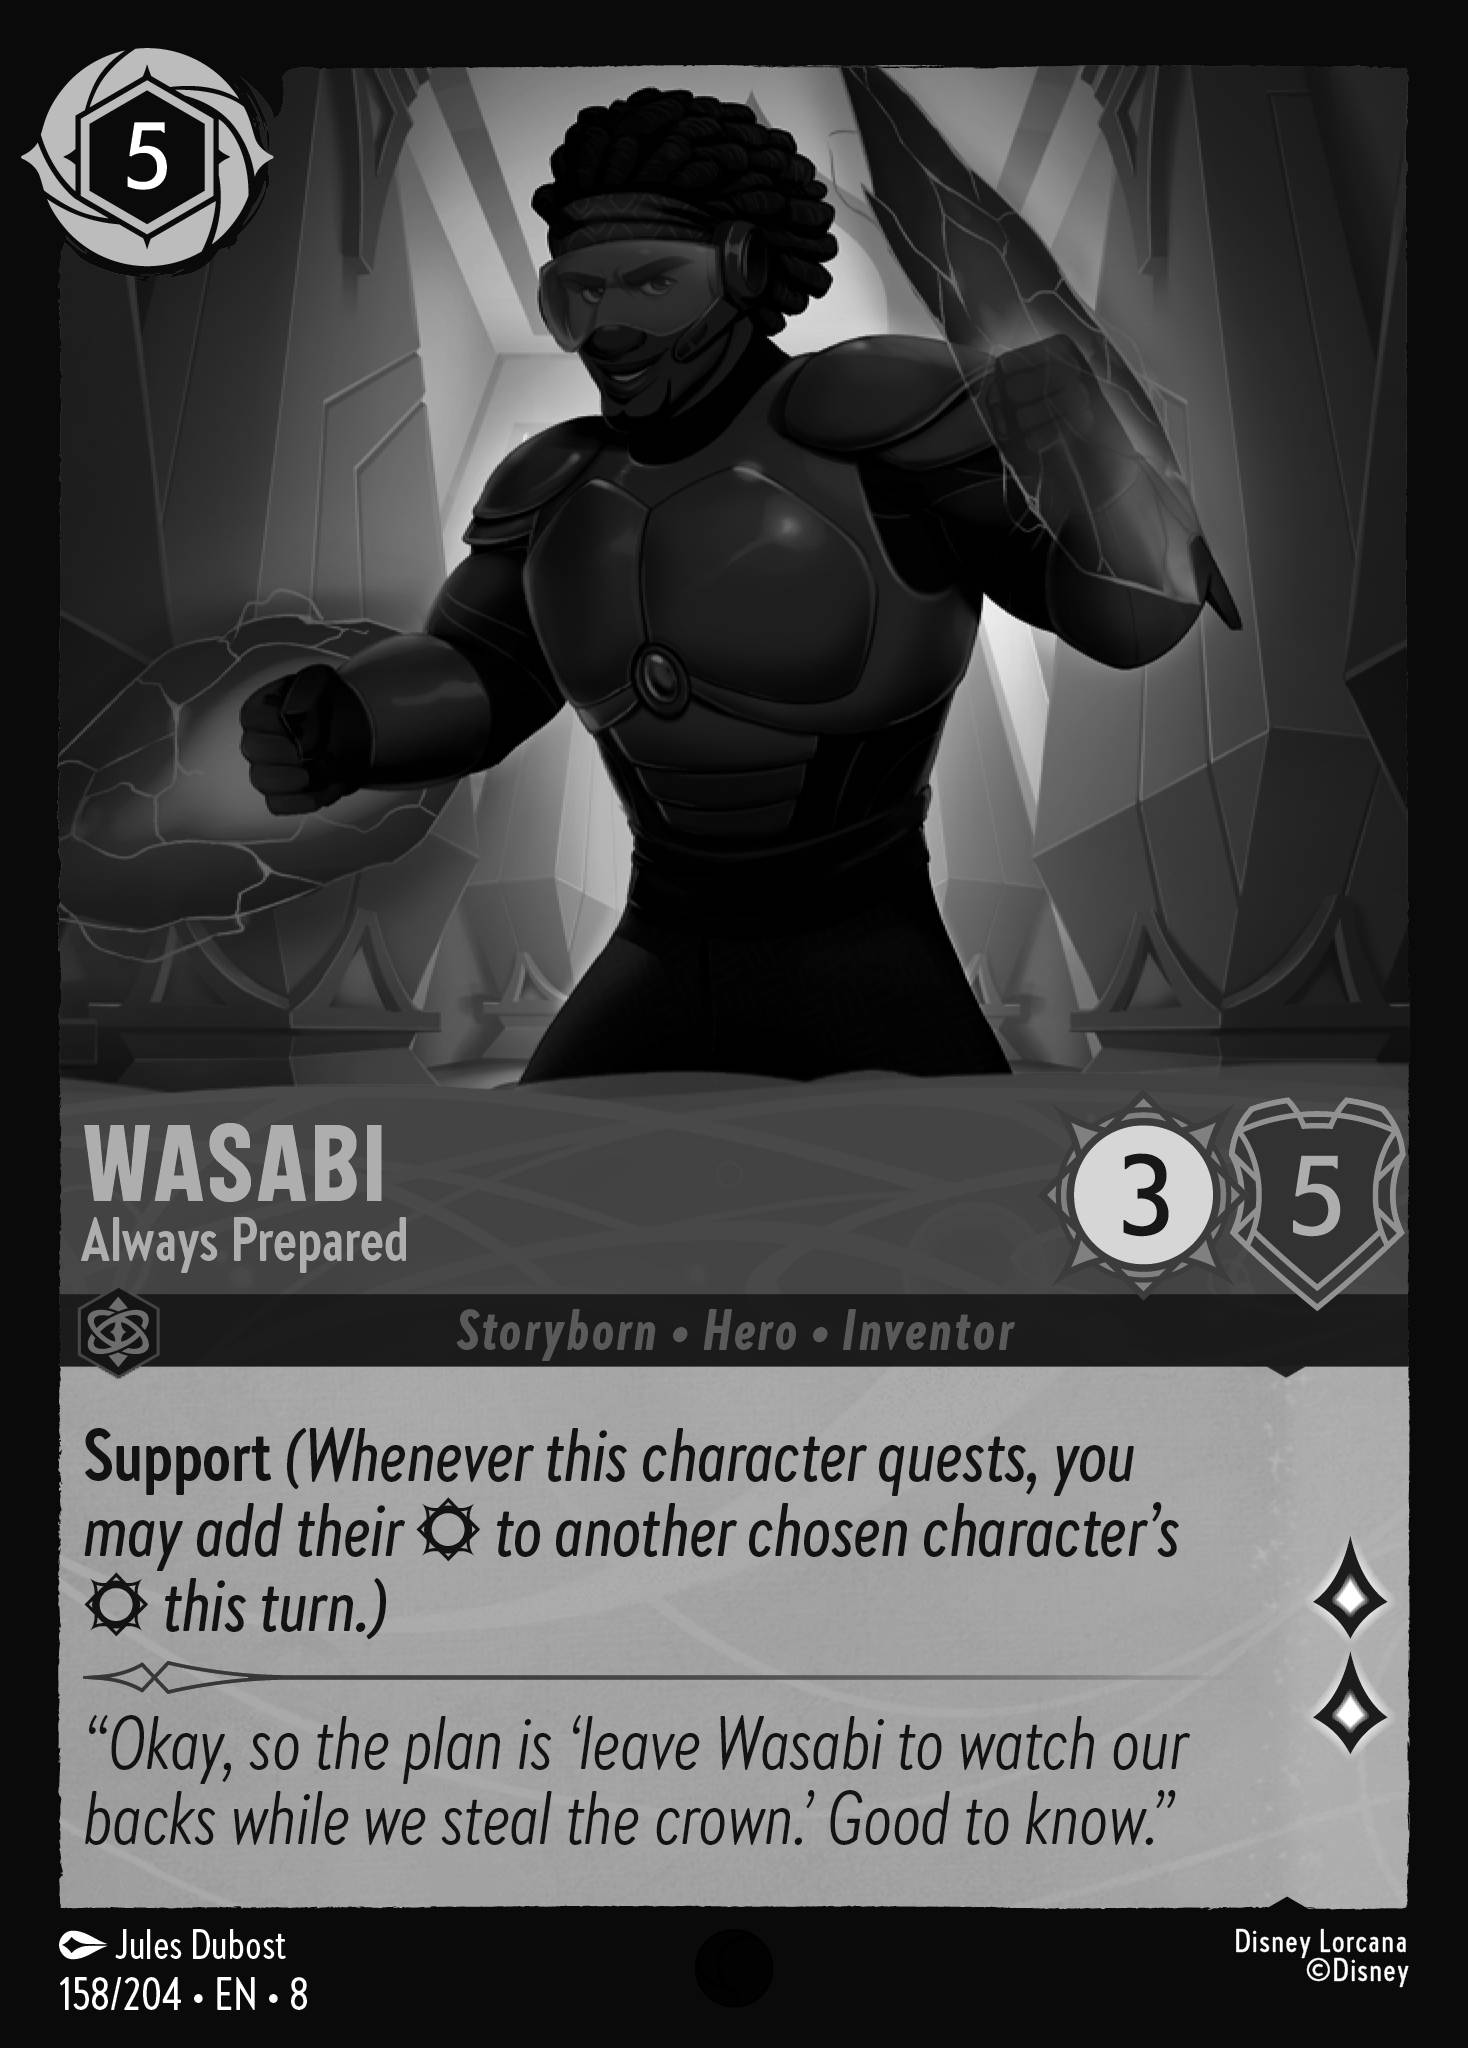 5
WASABI
Always Prepared
3
5
Storyborn • Hero • Inventor
Support (Whenever this character quests, you
may add their to another chosen character’s
this turn.)
“Okay, so the plan is ‘leave Wasabi to watch our
backs while we steal the crown.’ Good to know.”
Jules Dubost
158/204 • EN • 8
Disney Lorcana
©Disney